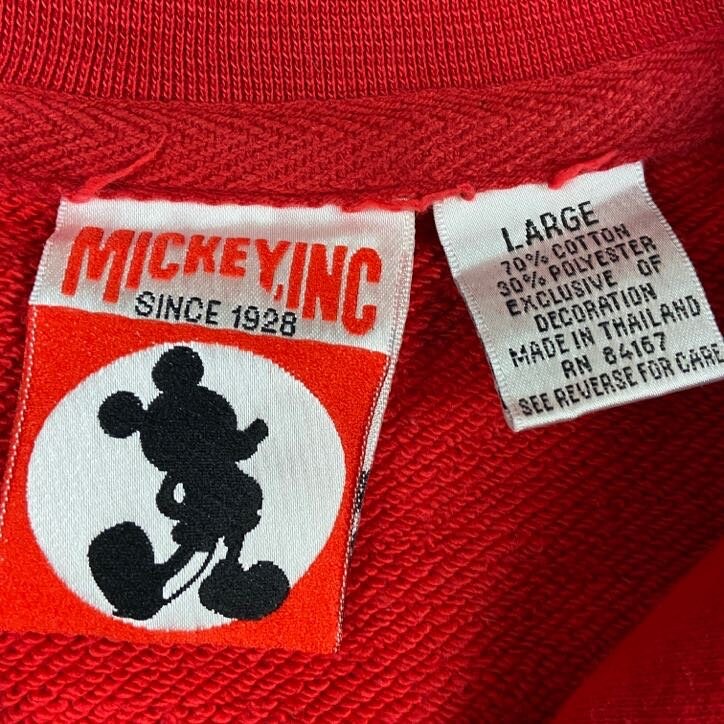 MICKEY, INC
SINCE 1928
LARGE
70% COTTON
30% POLYESTER
EXCLUSIVE OF
DECORATION
MADE IN THAILAND
RN 84167
SEE REVERSE FOR CARE